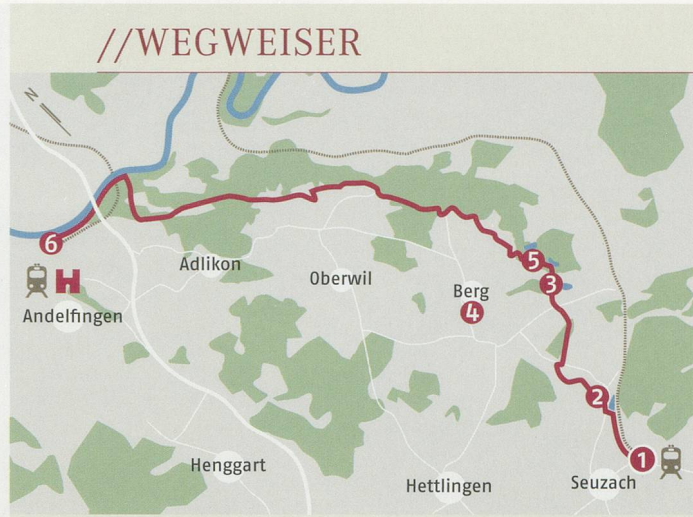 //WEGWEISER
N
6
Adlikon
Oberwil
5
3
Berg
4
H
Andelfingen
2
Henggart
Hettlingen
Seuzach
1